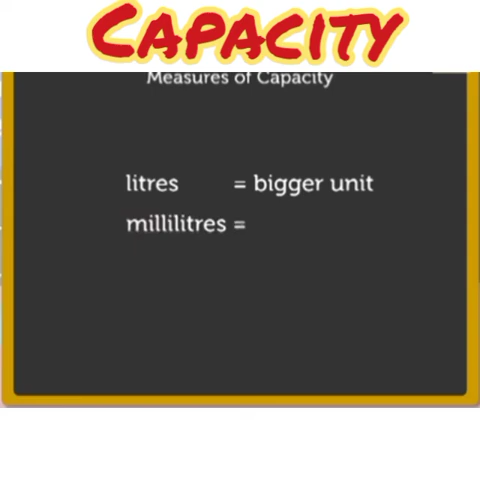 CAPACITY
Measures of Capacity
litres = bigger unit
millilitres =